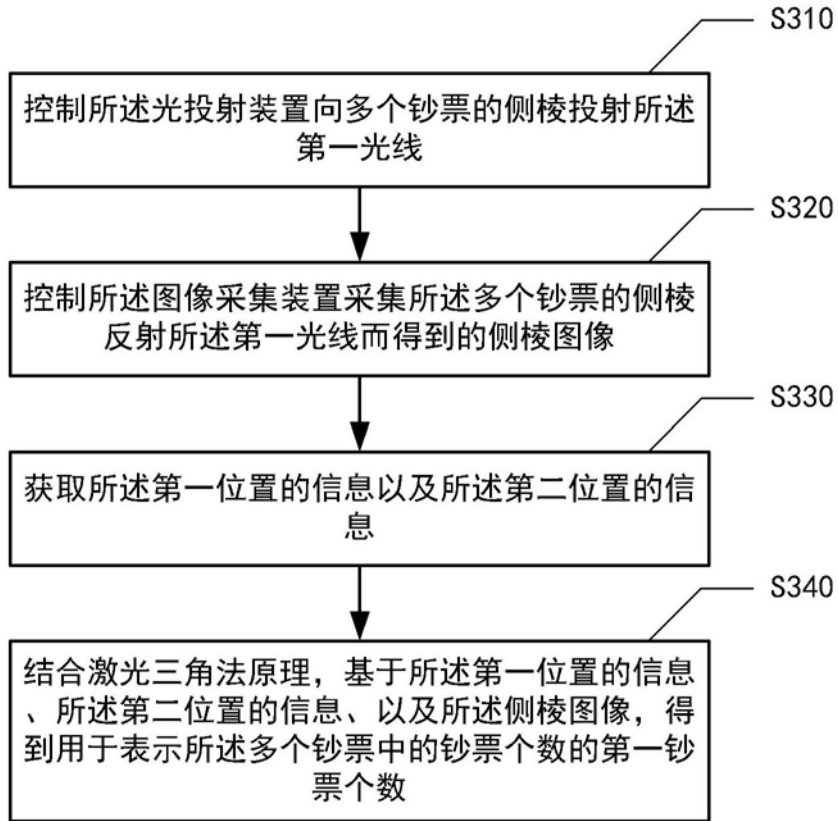 S310
控制所述光投射装置向多个钞票的侧棱投射所述
第一光线
S320
控制所述图像采集装置采集所述多个钞票的侧棱
反射所述第一光线而得到的侧棱图像
S330
获取所述第一位置的信息以及所述第二位置的信
息
S340
结合激光三角法原理，基于所述第一位置的信息
、所述第二位置的信息、以及所述侧棱图像，得
到用于表示所述多个钞票中的钞票个数的第一钞
票个数